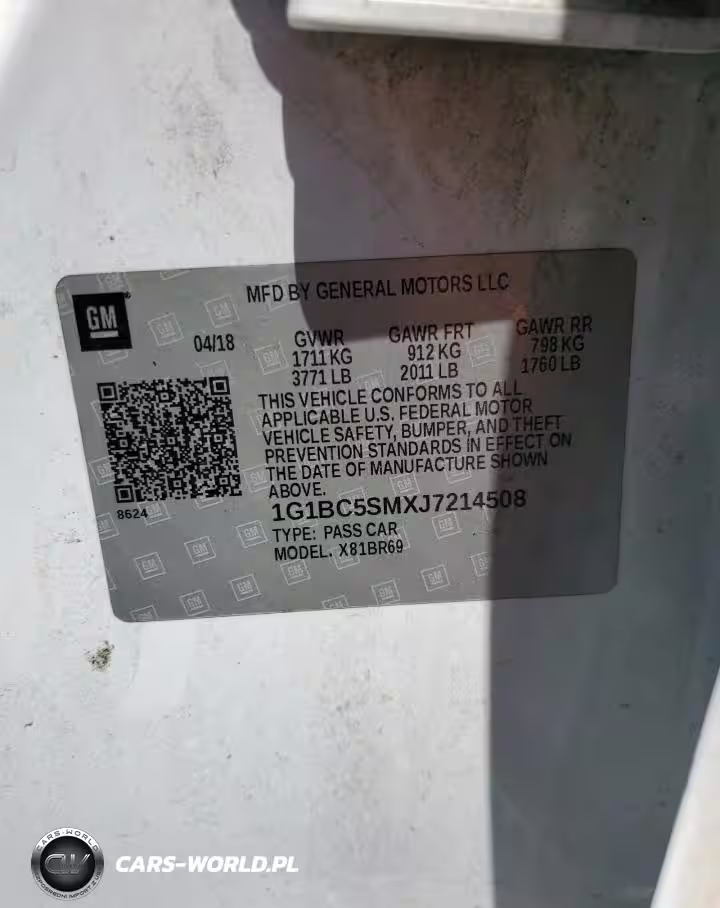 MFD BY GENERAL MOTORS LLC
GM
04/18
GVWR GAWR FRT GAWR RR
1711 KG 912 KG 798 KG
3771 LB 2011 LB 1760 LB
THIS VEHICLE CONFORMS TO ALL
APPLICABLE U.S. FEDERAL MOTOR
VEHICLE SAFETY, BUMPER, AND THEFT
PREVENTION STANDARDS IN EFFECT ON
THE DATE OF MANUFACTURE SHOWN
ABOVE.
8624
1G1BC5SMXJ7214508
TYPE: PASS CAR
MODEL. X81BR69
CARS-WORLD
CW
CARS-WORLD.PL